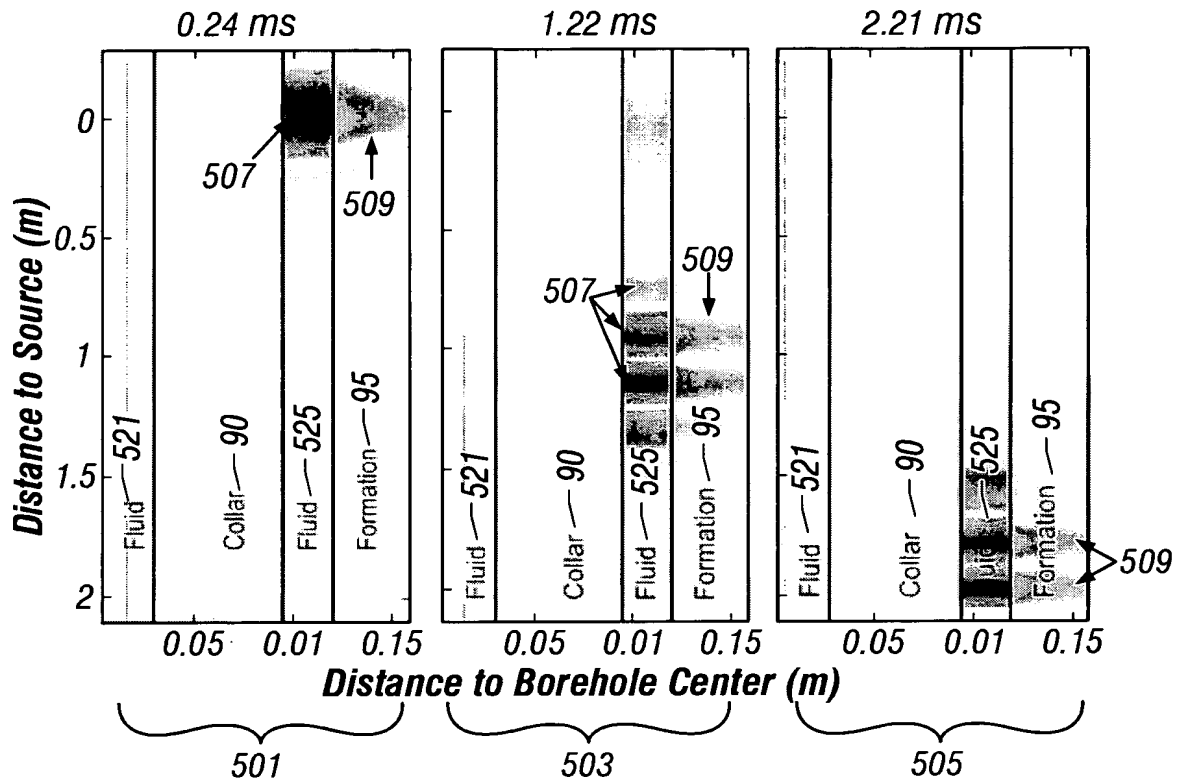 0.24 ms
1.22 ms
2.21 ms
Distance to Source (m)
0
0.5
1
1.5
2
507
509
Fluid 521
Collar 90
Fluid 525
Formation 95
507
509
Fluid 521
Collar 90
Fluid 525
Formation 95
Fluid 521
Collar 90
Fluid 525
Formation 95
509
0.05 0.01 0.15
0.05 0.01 0.15
0.05 0.01 0.15
Distance to Borehole Center (m)
501
503
505